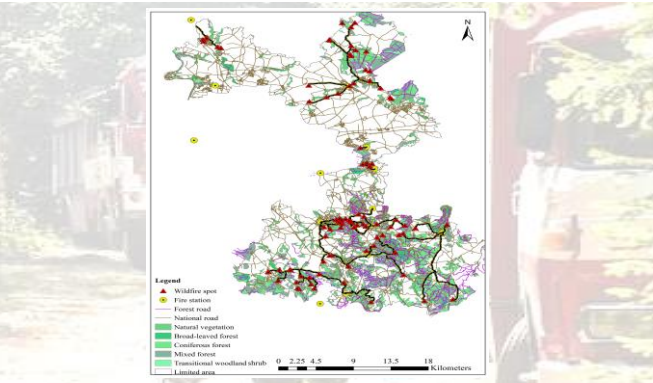 N
Legend
Wildfire spot
Fire station
Forest road
National road
Natural vegetation
Broad-leaved forest
Coniferous forest
Mixed forest
Transitional woodland shrub
Limited area
0 2.25 4.5 9 13.5 18
Kilometers